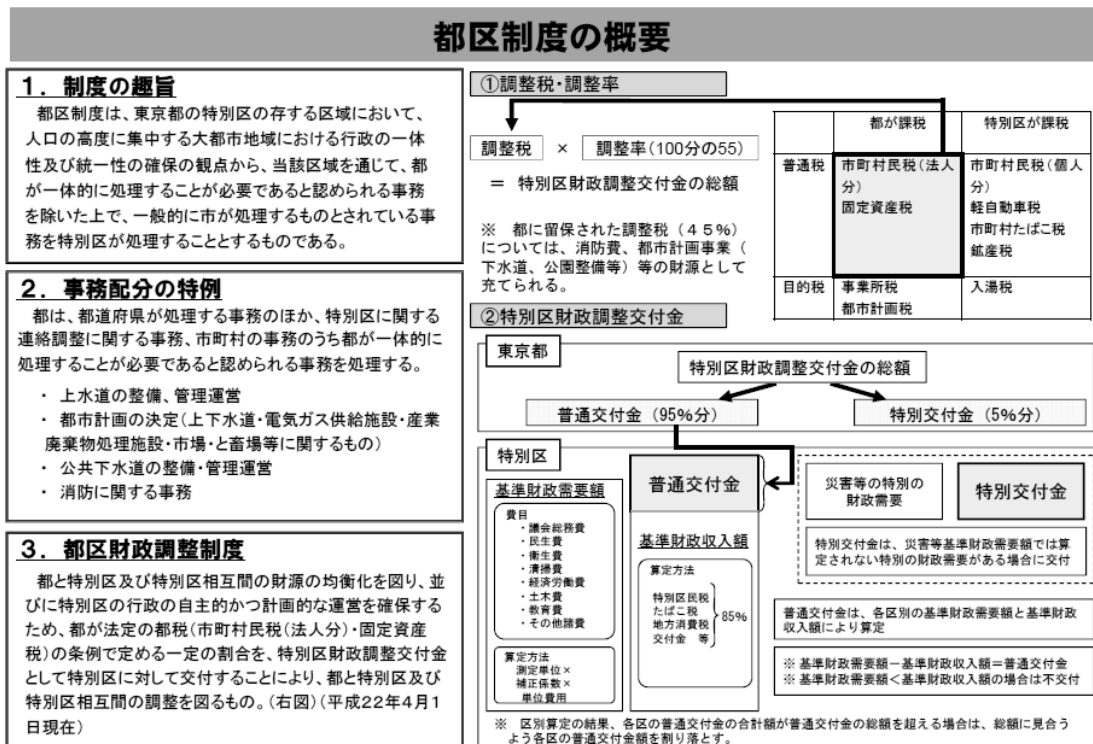 都区制度の概要
１．制度の趣旨
都区制度は、東京都の特別区の存する区域において、
人口の高度に集中する大都市地域における行政の一体
性及び統一性の確保の観点から、当該区域を通じて、都
が一体的に処理することが必要であると認められる事務
を除いた上で、一般的に市が処理するものとされている事
務を特別区が処理することとするものである。
２．事務配分の特例
都は、都道府県が処理する事務のほか、特別区に関する
連絡調整に関する事務、市町村の事務のうち都が一体的に
処理することが必要であると認められる事務を処理する。
・ 上水道の整備、管理運営
・ 都市計画の決定（上下水道・電気ガス供給施設・産業
廃棄物処理施設・市場・と畜場等に関するもの）
・ 公共下水道の整備・管理運営
・ 消防に関する事務
３．都区財政調整制度
都と特別区及び特別区相互間の財源の均衡化を図り、並
びに特別区の行政の自主的かつ計画的な運営を確保する
ため、都が法定の都税（市町村民税（法人分）・固定資産
税）の条例で定める一定の割合を、特別区財政調整交付金
として特別区に対して交付することにより、都と特別区及び
特別区相互間の調整を図るもの。（右図）（平成22年4月1
日現在）
①調整税・調整率
調整税 × 調整率（100分の55）
＝ 特別区財政調整交付金の総額
※ 都に留保された調整税（４５％）
については、消防費、都市計画事業（
下水道、公園整備等）等の財源として
充てられる。
都が課税 特別区が課税
普通税 市町村民税（法人 市町村民税（個人
分） 分）
固定資産税 軽自動車税
市町村たばこ税
鉱産税
目的税 事業所税 入湯税
都市計画税
②特別区財政調整交付金
東京都
特別区財政調整交付金の総額
普通交付金（95％分） 特別交付金（5％分）
特別区
基準財政需要額
費目
・議会総務費
・民生費
・衛生費
・清掃費
・経済労働費
・土木費
・教育費
・その他諸費
算定方法
測定単位×
補正係数×
単位費用
普通交付金
基準財政収入額
算定方法
特別区民税
たばこ税
地方消費税
交付金 等
85％
災害等の特別の
財政需要
特別交付金
特別交付金は、災害等基準財政需要額では算
定されない特別の財政需要がある場合に交付
普通交付金は、各区別の基準財政需要額と基準財政
収入額により算定
※ 基準財政需要額－基準財政収入額＝普通交付金
※ 基準財政需要額＜基準財政収入額の場合は不交付
※ 区別算定の結果、各区の普通交付金の合計額が普通交付金の総額を超える場合は、総額に見合う
よう各区の普通交付金額を割り落とす。